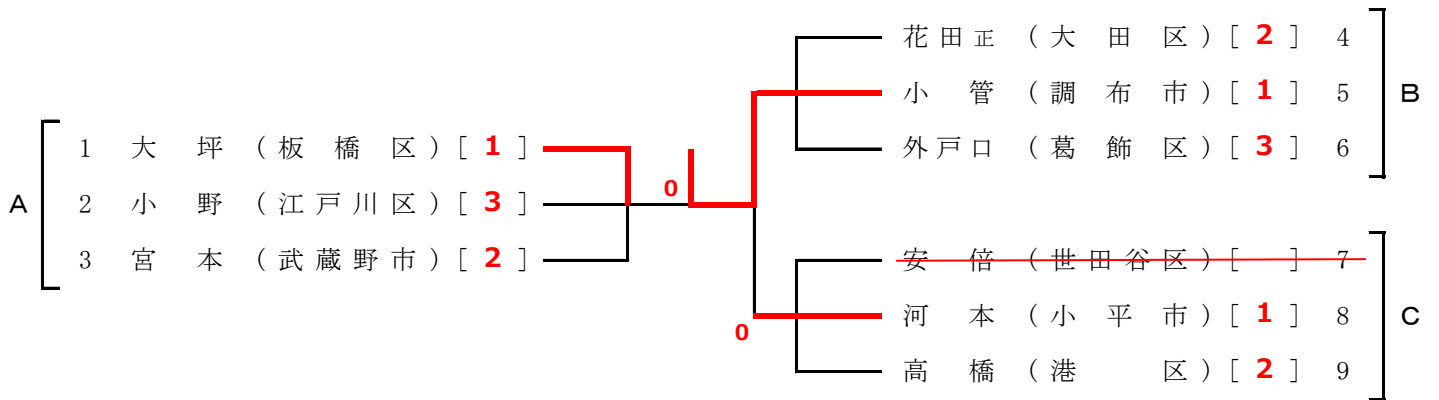 A
1 大 坪 (板 橋 区) [ 1 ]
2 小 野 (江戸川区) [ 3 ]
3 宮 本 (武蔵野市) [ 2 ]
0
0
花田正 (大 田 区) [ 2 ] 4
小 管 (調 布 市) [ 1 ] 5
外戸口 (葛 飾 区) [ 3 ] 6
B
安 倍 (世田谷区) [ ] 7
河 本 (小 平 市) [ 1 ] 8
高 橋 (港 区) [ 2 ] 9
C